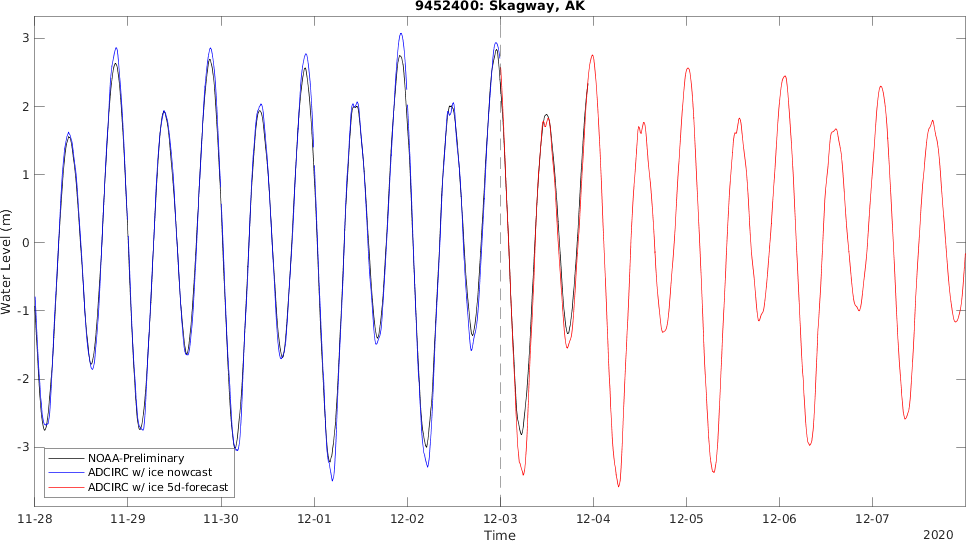 9452400: Skagway, AK
Water Level (m)
3
2
1
0
-1
-2
-3
NOAA-Preliminary
ADCIRC w/ ice nowcast
ADCIRC w/ ice 5d-forecast
11-28 11-29 11-30 12-01 12-02 12-03 12-04 12-05 12-06 12-07
Time
2020